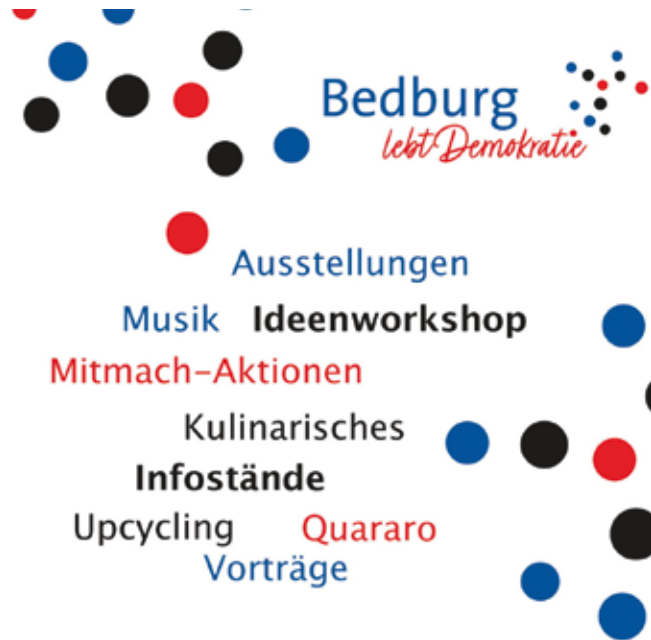 Bedburg
lebt Demokratie
Ausstellungen
Musik Ideenworkshop
Mitmach-Aktionen
Kulinarisches
Infostände
Upcycling Quararo
Vorträge